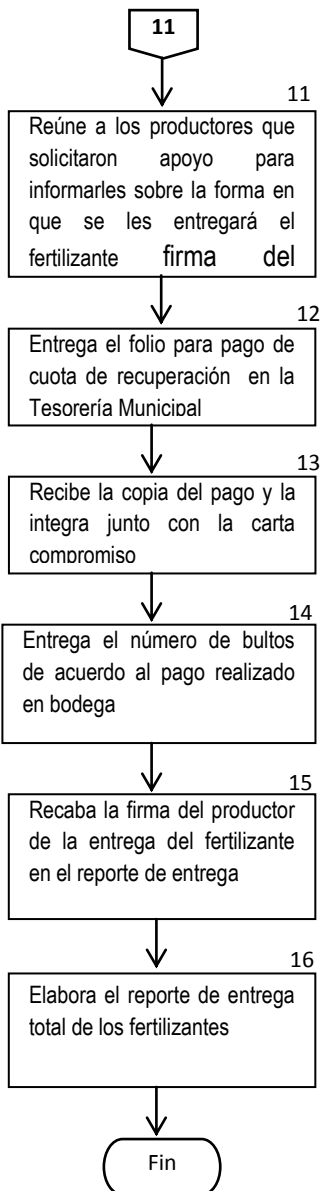 11
11
Reúne a los productores que
solicitaron apoyo para
informarles sobre la forma en
que se les entregará el
fertilizante firma del
12
Entrega el folio para pago de
cuota de recuperación en la
Tesorería Municipal
13
Recibe la copia del pago y la
integra junto con la carta
compromiso
14
Entrega el número de bultos
de acuerdo al pago realizado
en bodega
15
Recaba la firma del productor
de la entrega del fertilizante
en el reporte de entrega
16
Elabora el reporte de entrega
total de los fertilizantes
Fin